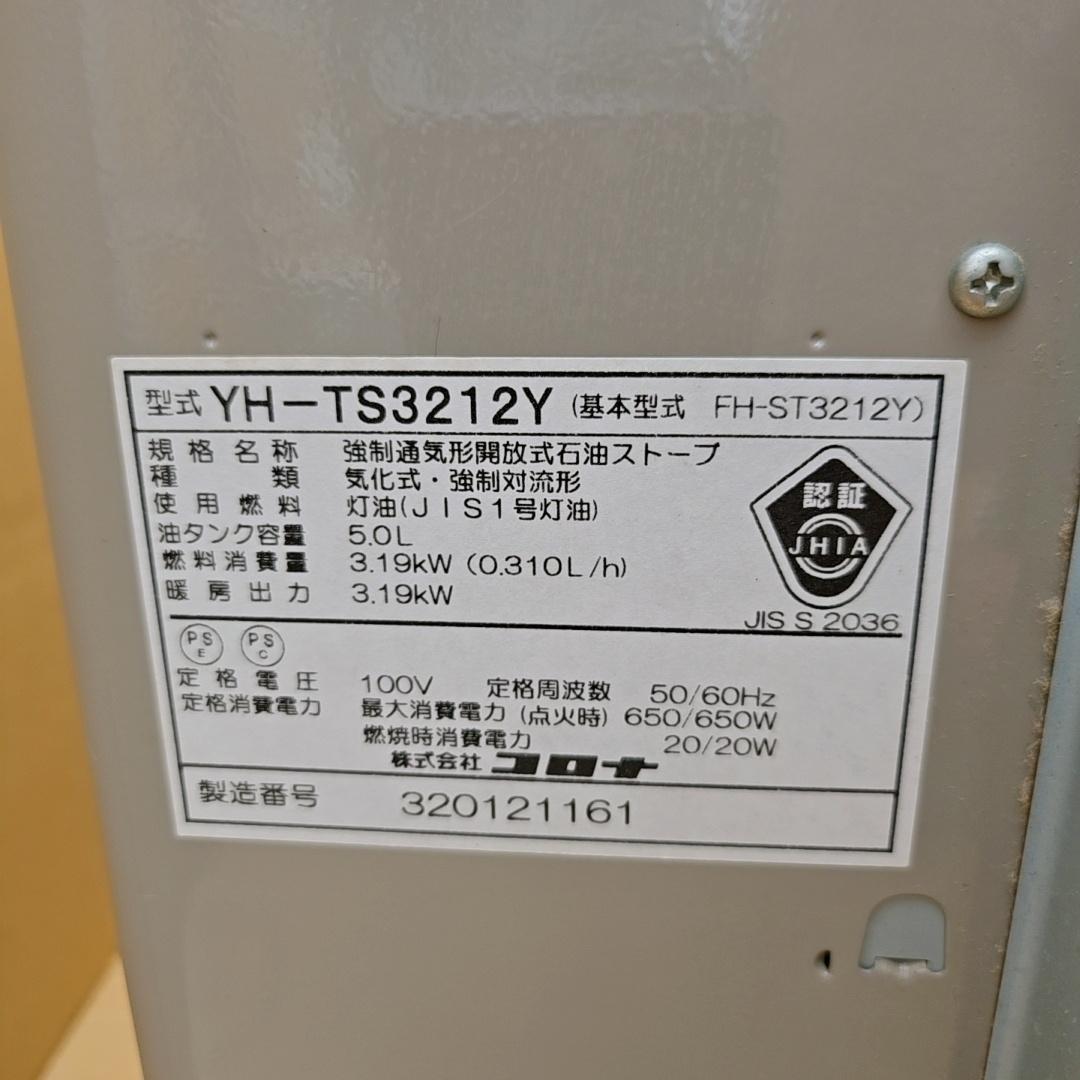 型式 YH-TS3212Y (基本型式 FH-ST3212Y)
規格名称 強制通気形開放式石油ストーブ
種類 気化式・強制対流形
使用燃料 灯油(JIS1号灯油)
油タンク容量 5.0L
燃料消費量 3.19kW (0.310L/h)
暖房出力 3.19kW
認証
JHIA
JIS S 2036
PS E PS C
定格電圧 100V 定格周波数 50/60Hz
定格消費電力 最大消費電力 (点火時) 650/650W
燃焼時消費電力 20/20W
株式会社 コロナ
製造番号 320121161